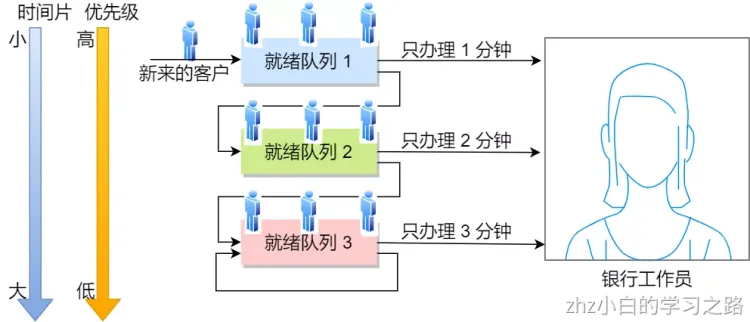 时间片 优先级
小 高
新来的客户
就绪队列 1
只办理 1 分钟
就绪队列 2
只办理 2 分钟
就绪队列 3
只办理 3 分钟
大 低
银行工作员
zhz小白的学习之路